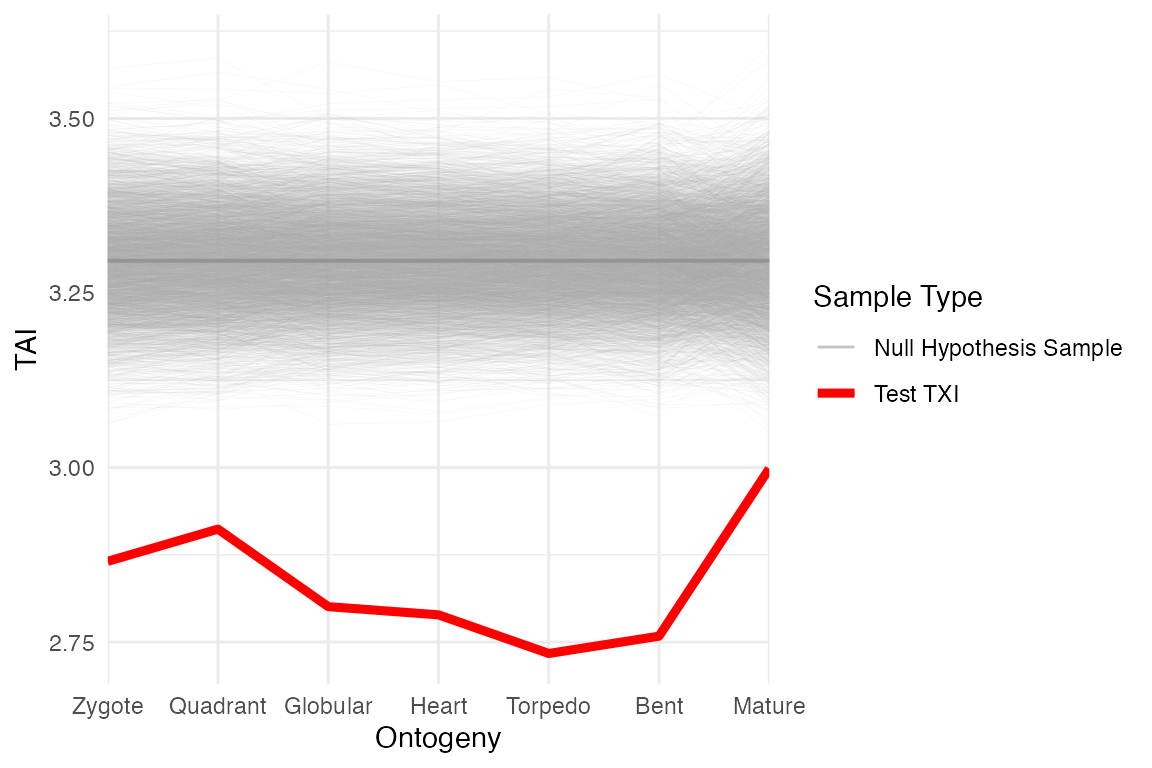 3.50
3.25
3.00
2.75
TAI
Zygote Quadrant Globular Heart Torpedo Bent Mature
Ontogeny
Sample Type
Null Hypothesis Sample
Test TXI